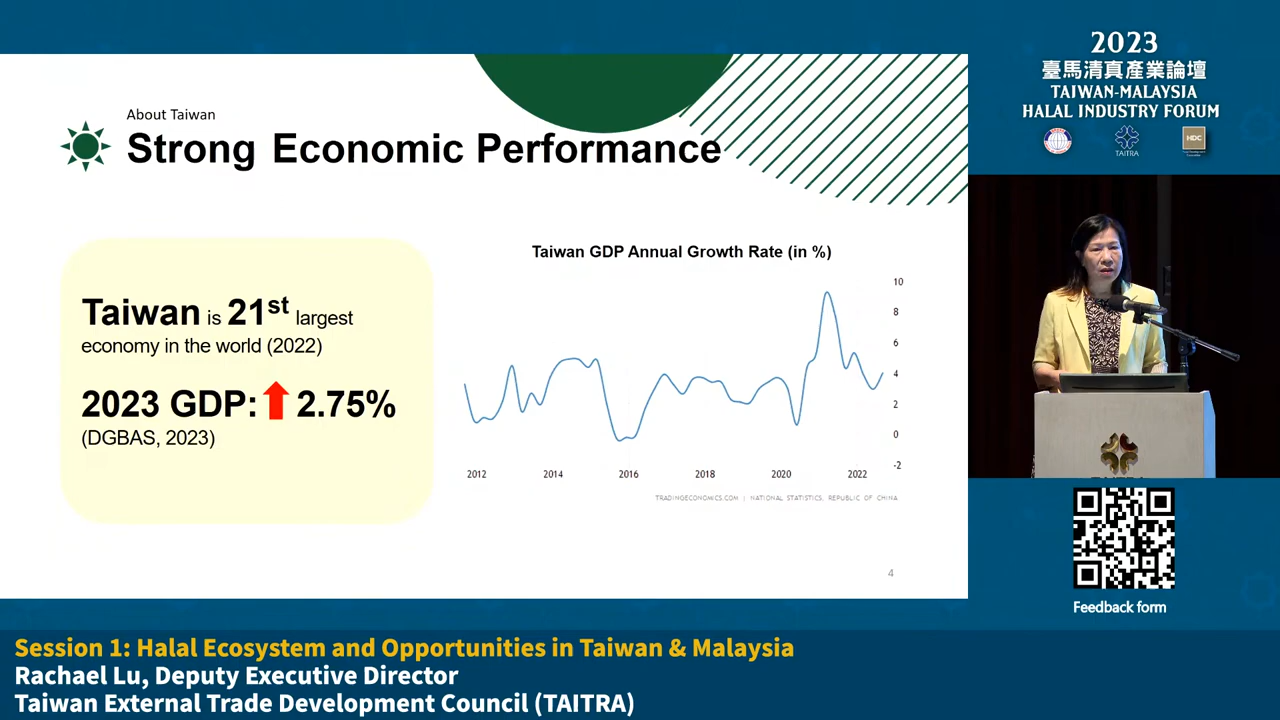 About Taiwan
Strong Economic Performance
Taiwan is 21st largest
economy in the world (2022)
2023 GDP: 2.75%
(DGBAS, 2023)
Taiwan GDP Annual Growth Rate (in %)
10
8
6
4
2
0
-2
2012 2014 2016 2018 2020 2022
TRADINGECONOMICS.COM | NATIONAL STATISTICS, REPUBLIC OF CHINA
4
2023
臺馬清真產業論壇
TAIWAN-MALAYSIA
HALAL INDUSTRY FORUM
TAITRA
HDC
TAITRA
Feedback form
Session 1: Halal Ecosystem and Opportunities in Taiwan & Malaysia
Rachael Lu, Deputy Executive Director
Taiwan External Trade Development Council (TAITRA)